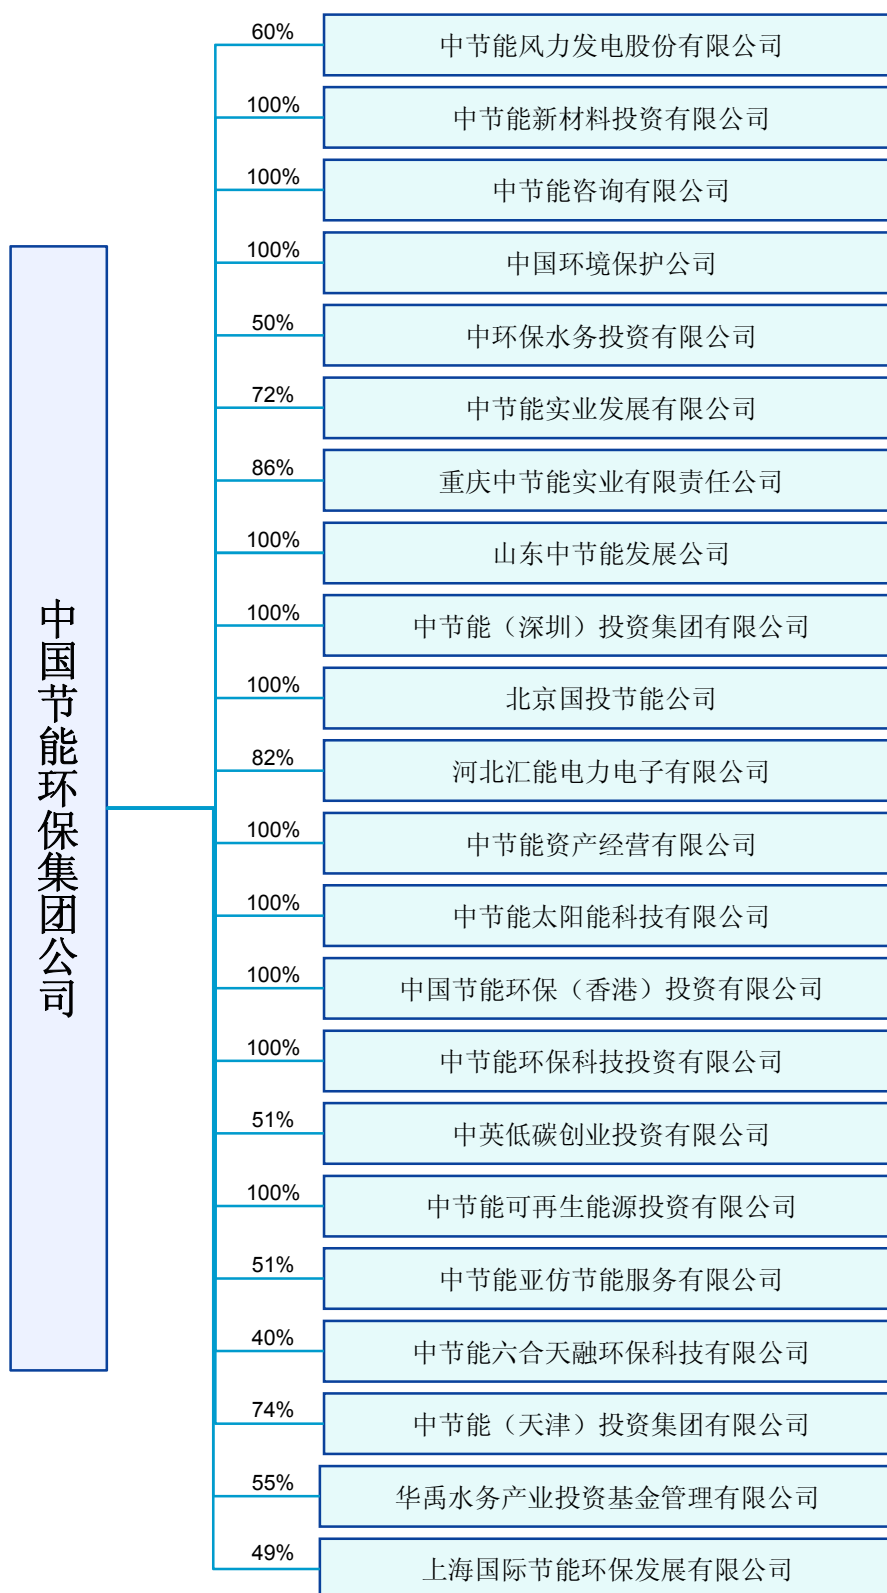 中国节能环保集团公司
60%
中节能风力发电股份有限公司
100%
中节能新材料投资有限公司
100%
中节能咨询有限公司
100%
中国环境保护公司
50%
中环保水务投资有限公司
72%
中节能实业发展有限公司
86%
重庆中节能实业有限责任公司
100%
山东中节能发展公司
100%
中节能（深圳）投资集团有限公司
100%
北京国投节能公司
82%
河北汇能电力电子有限公司
100%
中节能资产经营有限公司
100%
中节能太阳能科技有限公司
100%
中国节能环保（香港）投资有限公司
100%
中节能环保科技投资有限公司
51%
中英低碳创业投资有限公司
100%
中节能可再生能源投资有限公司
51%
中节能亚仿节能服务有限公司
40%
中节能六合天融环保科技有限公司
74%
中节能（天津）投资集团有限公司
55%
华禹水务产业投资基金管理有限公司
49%
上海国际节能环保发展有限公司